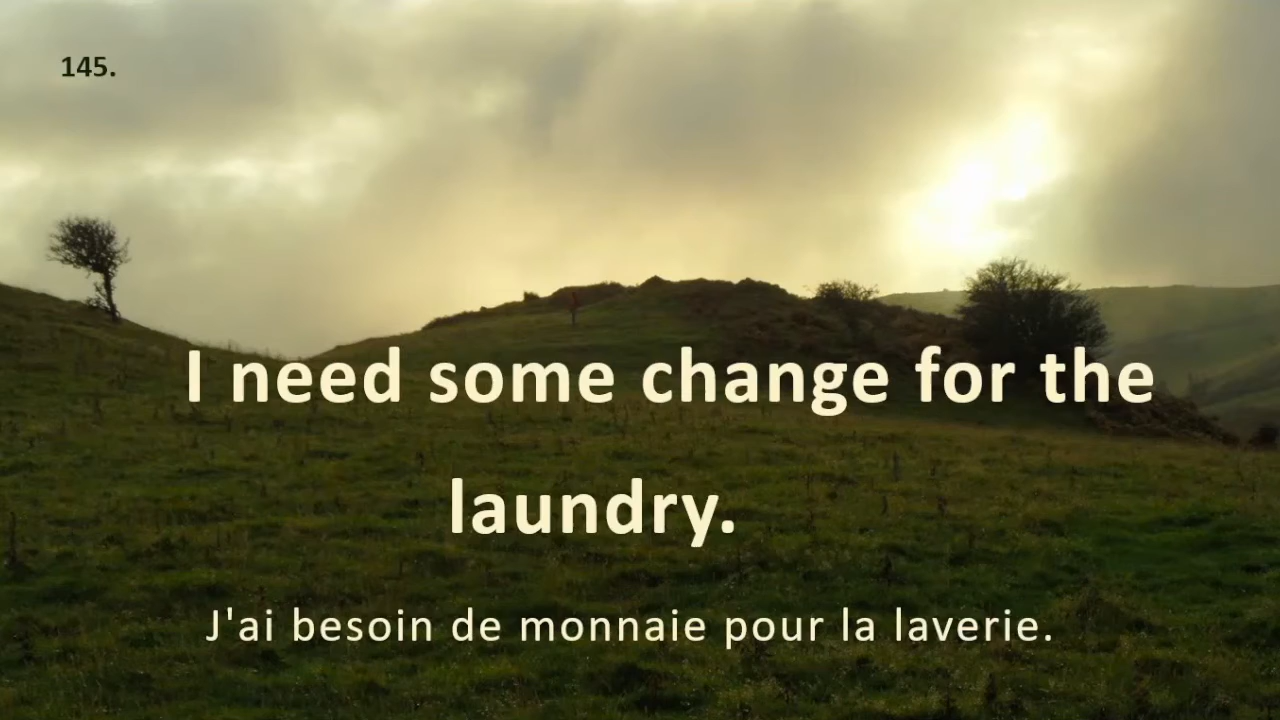 145.
I need some change for the
laundry.
J'ai besoin de monnaie pour la laverie.